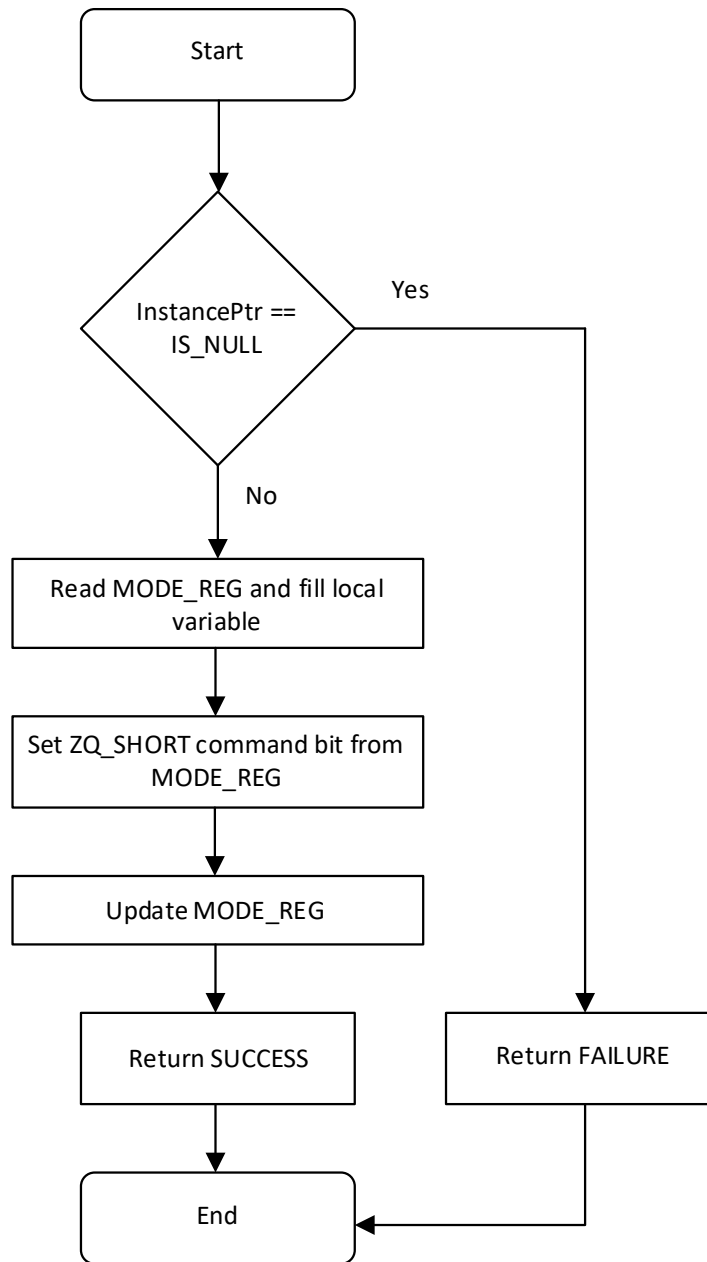 Start
InstancePtr ==
IS_NULL
Yes
No
Read MODE_REG and fill local
variable
Set ZQ_SHORT command bit from
MODE_REG
Update MODE_REG
Return SUCCESS
Return FAILURE
End